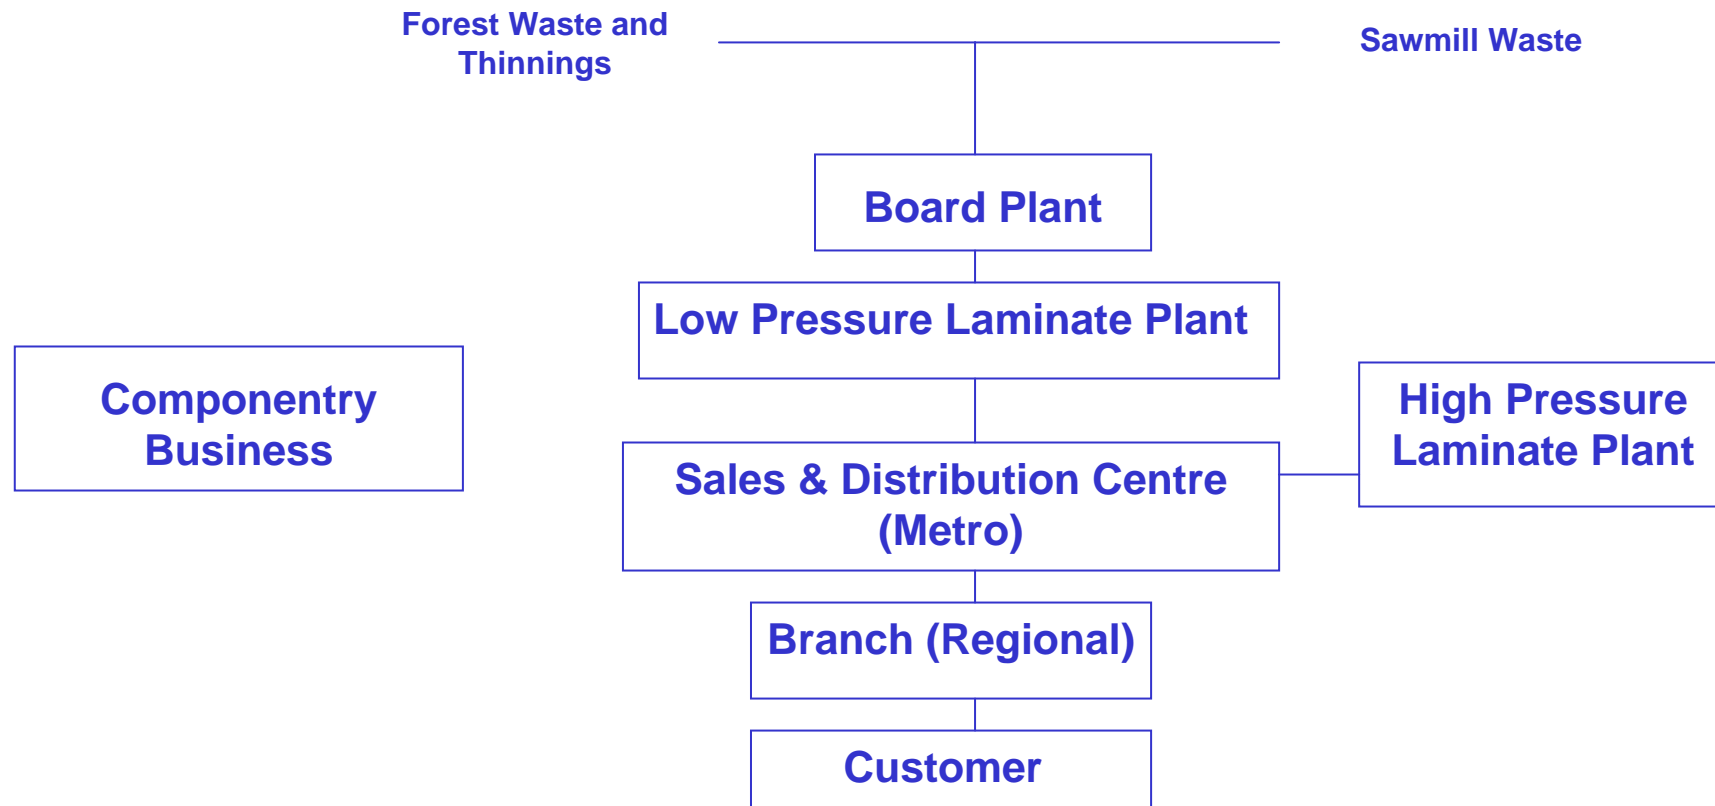 Forest Waste and
Thinnings
Sawmill Waste
Board Plant
Low Pressure Laminate Plant
Componentry
Business
High Pressure
Laminate Plant
Sales & Distribution Centre
(Metro)
Branch (Regional)
Customer